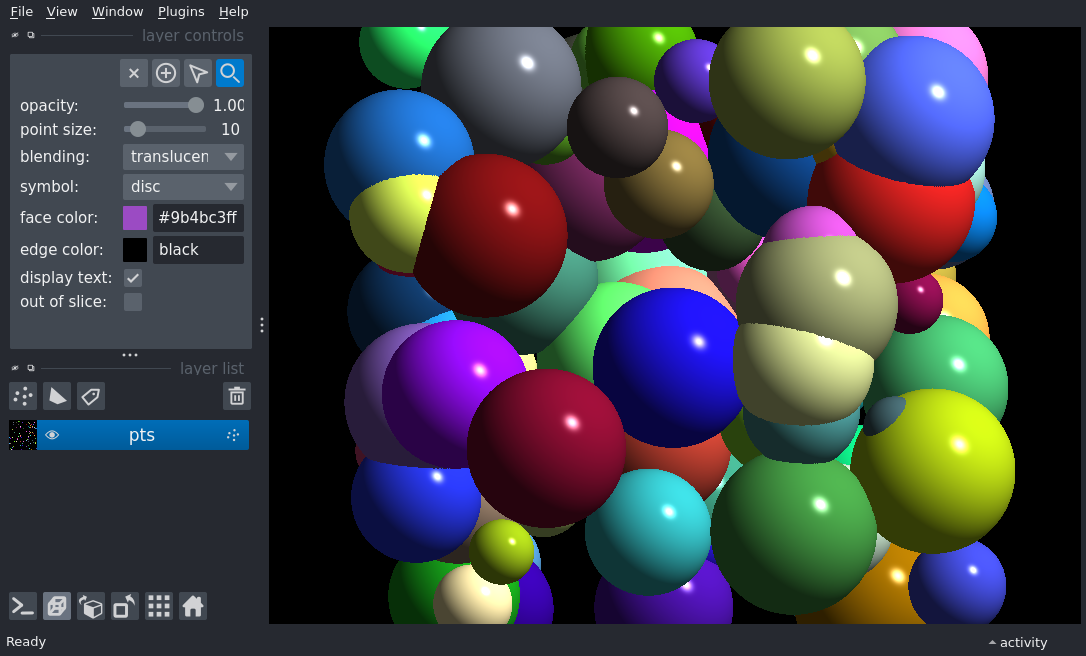 File View Window Plugins Help
layer controls
opacity: 1.00
point size: 10
blending: translucen
symbol: disc
face color: #9b4bc3ff
edge color: black
display text:
out of slice:
layer list
pts
Ready
activity